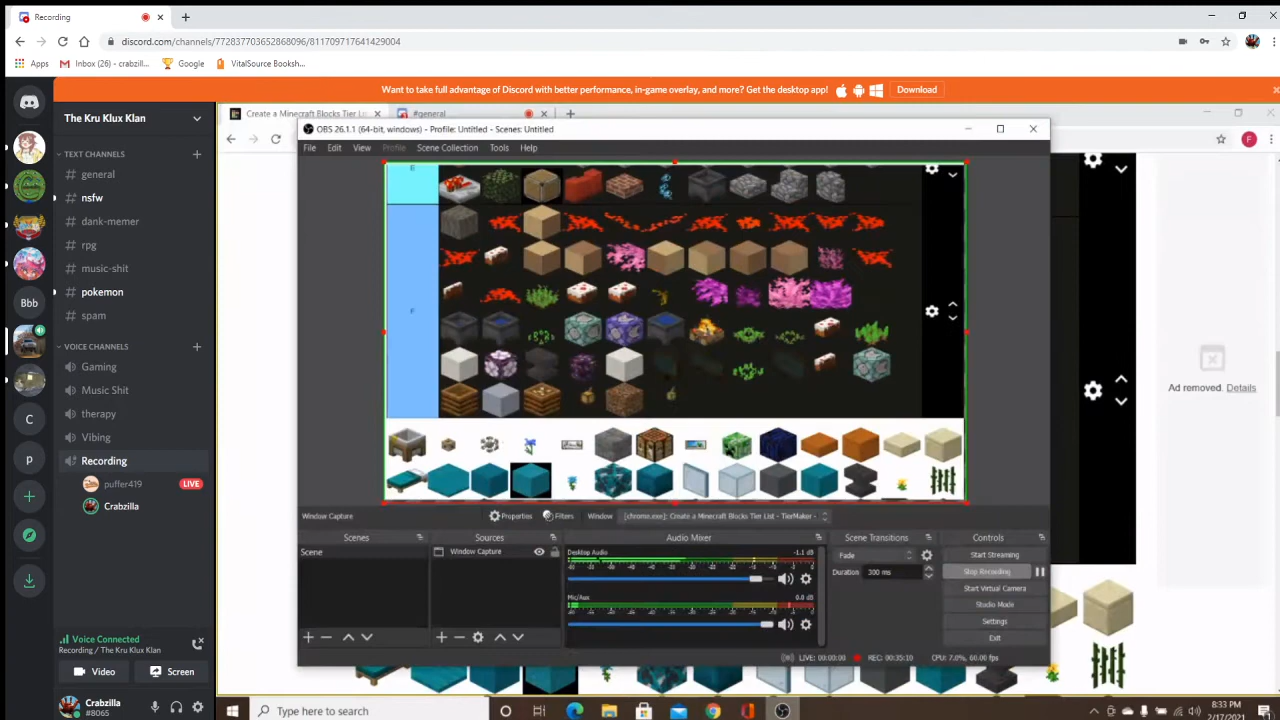 Recording
discord.com/channels/772837703652868096/811709717641429004
Apps
Inbox (26) - crabzill...
Google
VitalSource Booksh...
Want to take full advantage of Discord with better performance, in-game overlay, and more? Get the desktop app!
Download
The Kru Klux Klan
TEXT CHANNELS
general
nsfw
dank-memer
rpg
music-shit
pokemon
spam
Bbb
VOICE CHANNELS
Gaming
Music Shit
therapy
Vibing
Recording
puffer419
LIVE
Crabzilla
C
p
Voice Connected
Recording / The Kru Klux Klan
Video
Screen
Crabzilla
#8065
Create a Minecraft Blocks Tier Lis
#general
F
OBS 26.1.1 (64-bit, windows) - Profile: Untitled - Scenes: Untitled
File
Edit
View
Profile
Scene Collection
Tools
Help
E
F
Ad removed. Details
Window Capture
Properties
Filters
Window
[chrome.exe]: Create a Minecraft Blocks Tier List - TierMaker -
Scenes
Sources
Audio Mixer
Scene Transitions
Controls
Scene
Window Capture
Desktop Audio
-1.1 dB
Mic/Aux
0.0 dB
Fade
Duration
300 ms
Start Streaming
Stop Recording
Start Virtual Camera
Studio Mode
Settings
Exit
LIVE: 00:00:00
REC: 00:35:10
CPU: 7.0%, 60.00 fps
Type here to search
8:33 PM
2/17/2021